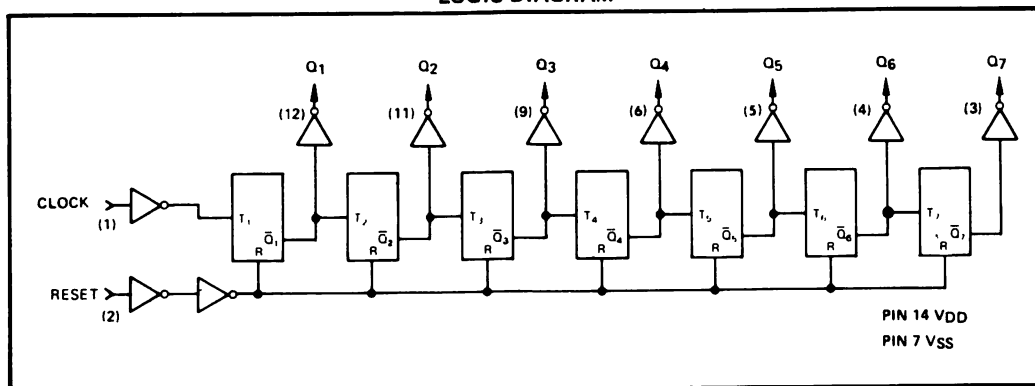 LOGIC DIAGRAM
Q1 Q2 Q3 Q4 Q5 Q6 Q7
(12) (11) (9) (6) (5) (4) (3)
CLOCK
(1)
T1 T2 T3 T4 T5 T6 T7
Q̅1 Q̅2 Q̅3 Q̅4 Q̅5 Q̅6 Q̅7
R R R R R R R
RESET
(2)
PIN 14 VDD
PIN 7 VSS